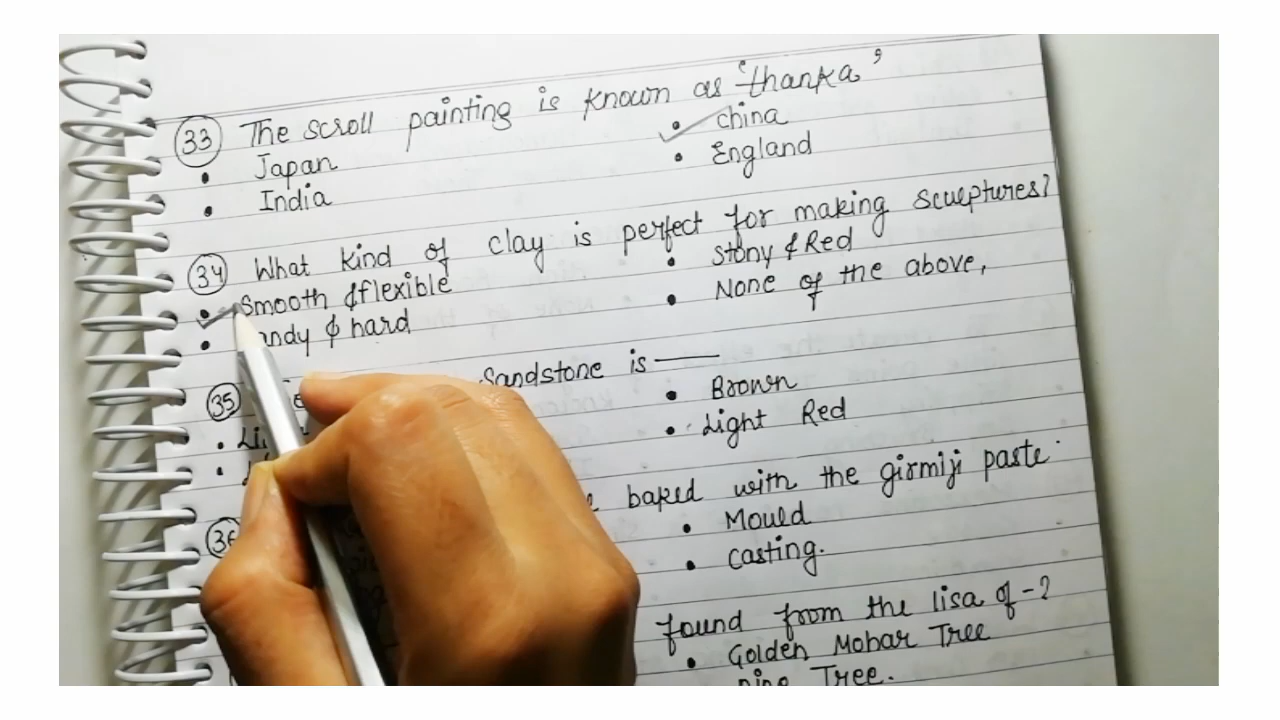 33 The scroll painting is known as 'thanka'
• Japan • china
• India • England
34 What kind of clay is perfect for making sculptures?
• Smooth & flexible • Stony & Red
• andy & hard • None of the above,
35 Sandstone is —
• Brown
• Light Red
36 baked with the girmiji paste.
• Mould
• Casting.
found from the lisa of -?
• Golden Mohar Tree
Tree.